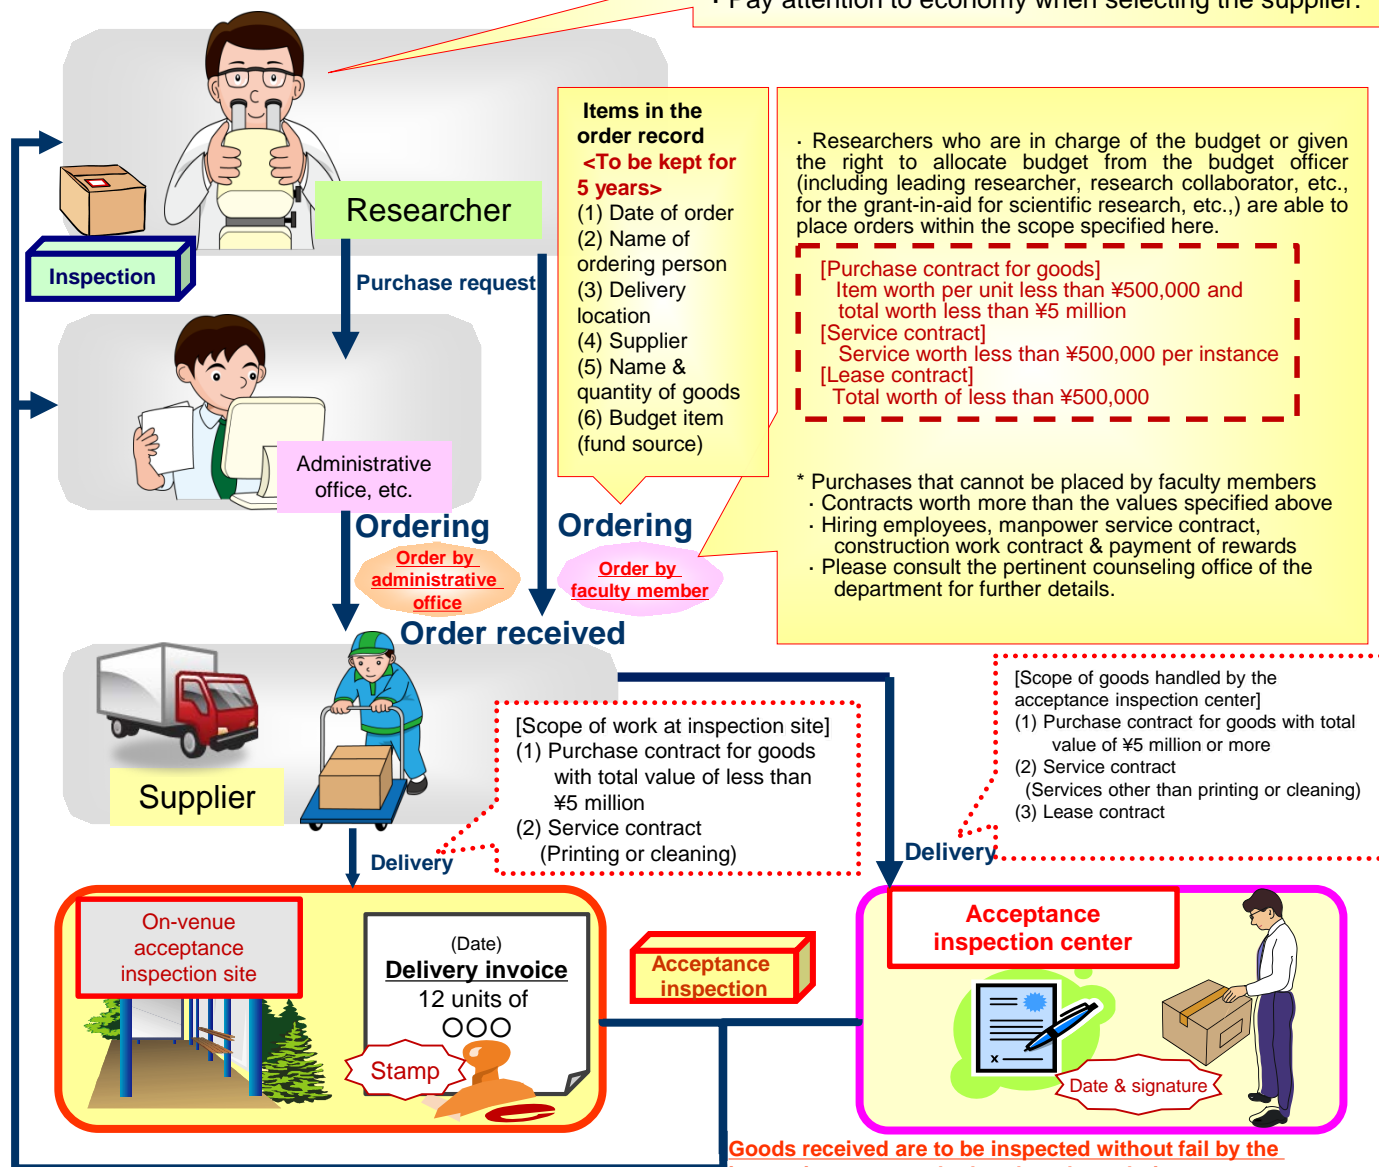 · Pay attention to economy when selecting the supplier.
Researcher
Inspection
Purchase request
Items in the
order record
<To be kept for
5 years>
(1) Date of order
(2) Name of
ordering person
(3) Delivery
location
(4) Supplier
(5) Name &
quantity of goods
(6) Budget item
(fund source)
· Researchers who are in charge of the budget or given
the right to allocate budget from the budget officer
(including leading researcher, research collaborator, etc.,
for the grant-in-aid for scientific research, etc.,) are able to
place orders within the scope specified here.
[Purchase contract for goods]
Item worth per unit less than ¥500,000 and
total worth less than ¥5 million
[Service contract]
Service worth less than ¥500,000 per instance
[Lease contract]
Total worth of less than ¥500,000
* Purchases that cannot be placed by faculty members
· Contracts worth more than the values specified above
· Hiring employees, manpower service contract,
construction work contract & payment of rewards
· Please consult the pertinent counseling office of the
department for further details.
Administrative
office, etc.
Ordering
Order by
administrative
office
Ordering
Order by
faculty member
Order received
Supplier
Delivery
[Scope of work at inspection site]
(1) Purchase contract for goods
with total value of less than
¥5 million
(2) Service contract
(Printing or cleaning)
Delivery
[Scope of goods handled by the
acceptance inspection center]
(1) Purchase contract for goods with total
value of ¥5 million or more
(2) Service contract
(Services other than printing or cleaning)
(3) Lease contract
On-venue
acceptance
inspection site
(Date)
Delivery invoice
12 units of
○○○
Stamp
Acceptance
inspection
Acceptance
inspection center
x
Date & signature
Goods received are to be inspected without fail by the